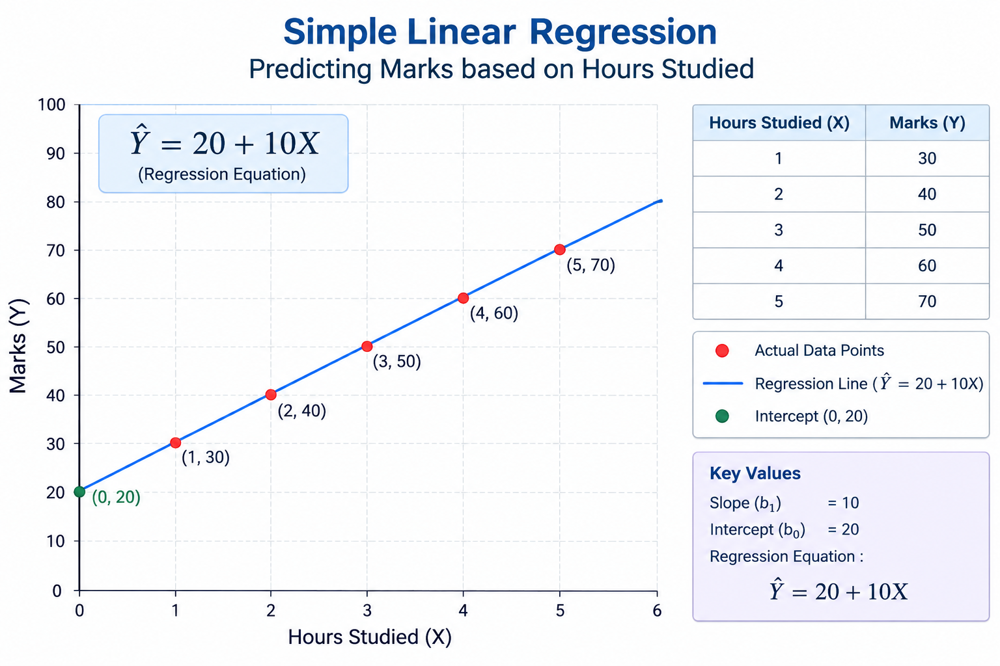 Simple Linear Regression
Predicting Marks based on Hours Studied
Ŷ = 20 + 10X
(Regression Equation)
100
90
80
70
60
50
40
30
20
10
0
Marks (Y)
(0, 20)
(1, 30)
(2, 40)
(3, 50)
(4, 60)
(5, 70)
0 1 2 3 4 5 6
Hours Studied (X)
Hours Studied (X) Marks (Y)
1 30
2 40
3 50
4 60
5 70
Actual Data Points
Regression Line ( Ŷ = 20 + 10X)
Intercept (0, 20)
Key Values
Slope (b₁) = 10
Intercept (b₀) = 20
Regression Equation :
Ŷ = 20 + 10X